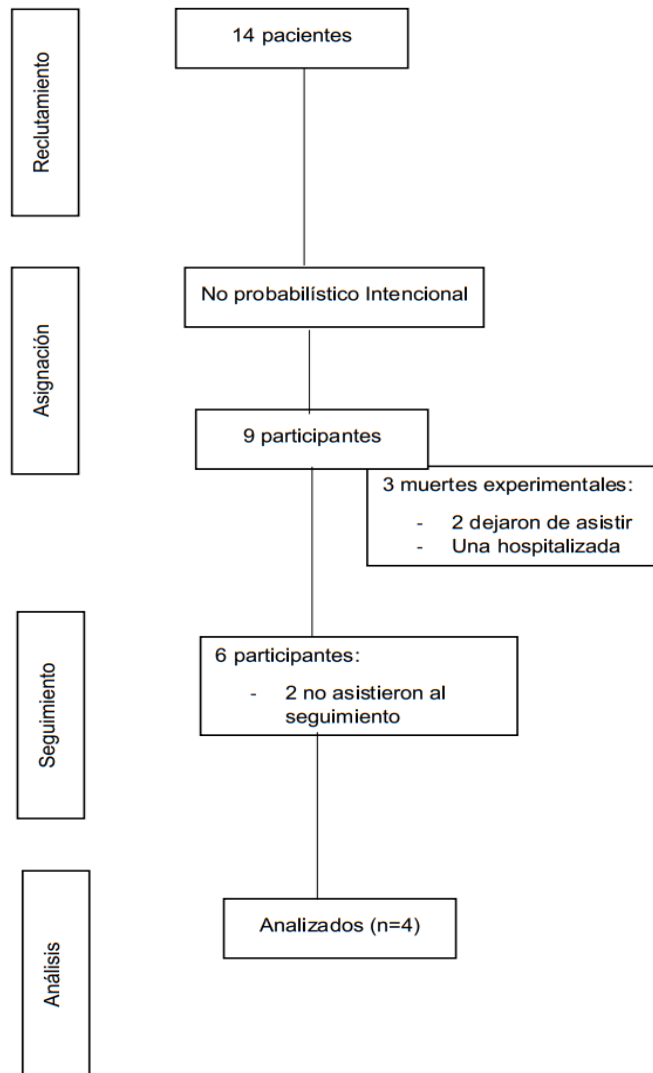 Reclutamiento
14 pacientes
Asignación
No probabilístico Intencional
9 participantes
3 muertes experimentales:
- 2 dejaron de asistir
- Una hospitalizada
Seguimiento
6 participantes:
- 2 no asistieron al
seguimiento
Análisis
Analizados (n=4)